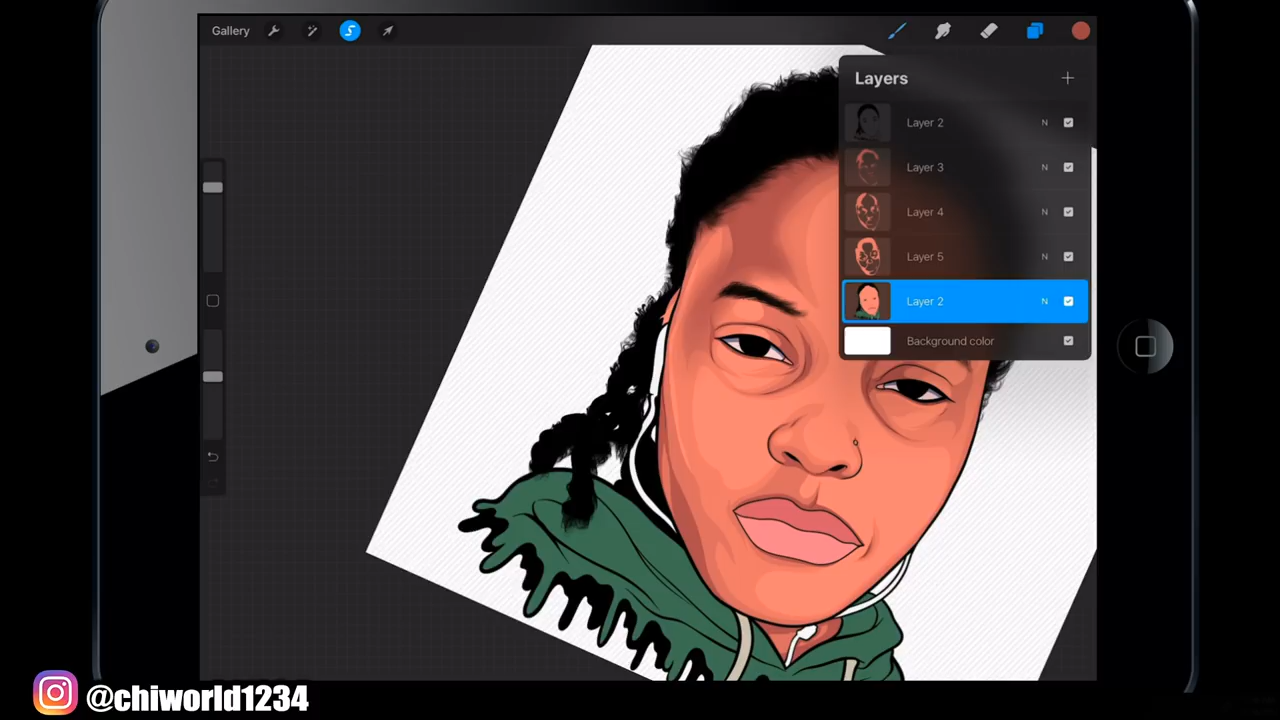 Gallery
Layers
Layer 2 N
Layer 3 N
Layer 4 N
Layer 5 N
Layer 2 N
Background color
@chiworld1234